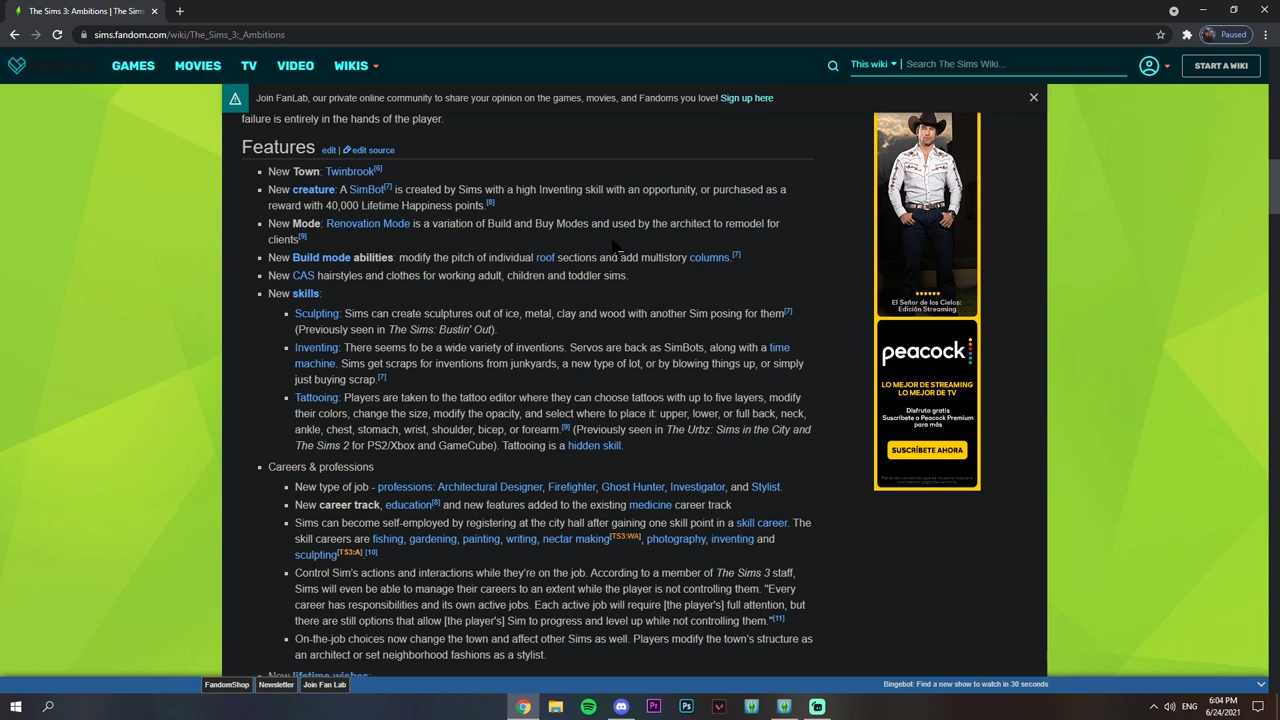 The Sims 3: Ambitions
sims.fandom.com/wiki/The_Sims_3:_Ambitions
Paused
GAMES
MOVIES
TV
VIDEO
WIKIS
This wiki
Search The Sims Wiki...
START A WIKI
Join FanLab, our private online community to share your opinion on the games, movies, and Fandoms you love! Sign up here
failure is entirely in the hands of the player.
Features edit | edit source
New Town: Twinbrook[6]
New creature: A SimBot[7] is created by Sims with a high Inventing skill with an opportunity, or purchased as a
reward with 40,000 Lifetime Happiness points.[8]
New Mode: Renovation Mode is a variation of Build and Buy Modes and used by the architect to remodel for
clients[9]
New Build mode abilities: modify the pitch of individual roof sections and add multistory columns.[7]
New CAS hairstyles and clothes for working adult, children and toddler sims.
New skills:
Sculpting: Sims can create sculptures out of ice, metal, clay and wood with another Sim posing for them[7]
(Previously seen in The Sims: Bustin' Out).
Inventing: There seems to be a wide variety of inventions. Servos are back as SimBots, along with a time
machine. Sims get scraps for inventions from junkyards, a new type of lot, or by blowing things up, or simply
just buying scrap.[7]
Tattooing: Players are taken to the tattoo editor where they can choose tattoos with up to five layers, modify
their colors, change the size, modify the opacity, and select where to place it: upper, lower, or full back, neck,
ankle, chest, stomach, wrist, shoulder, bicep, or forearm.[9] (Previously seen in The Urbz: Sims in the City and
The Sims 2 for PS2/Xbox and GameCube). Tattooing is a hidden skill.
Careers & professions
New type of job - professions: Architectural Designer, Firefighter, Ghost Hunter, Investigator, and Stylist.
New career track, education[8] and new features added to the existing medicine career track
Sims can become self-employed by registering at the city hall after gaining one skill point in a skill career. The
skill careers are fishing, gardening, painting, writing, nectar making[TS3:WA], photography, inventing and
sculpting[TS3:A] [10]
Control Sim's actions and interactions while they're on the job. According to a member of The Sims 3 staff,
Sims will even be able to manage their careers to an extent while the player is not controlling them. "Every
career has responsibilities and its own active jobs. Each active job will require [the player's] full attention, but
there are still options that allow [the player's] Sim to progress and level up while not controlling them."[11]
On-the-job choices now change the town and affect other Sims as well. Players modify the town's structure as
an architect or set neighborhood fashions as a stylist.
New lifetime wishes:
El Señor de los Cielos:
Edición Streaming
peacock
LO MEJOR DE STREAMING
LO MEJOR DE TV
Disfruta gratis
Suscríbete a Peacock Premium
para más
SUSCRÍBETE AHORA
FandomShop
Newsletter
Join Fan Lab
Bingebot: Find a new show to watch in 30 seconds
Pr
Ps
ENG
6:04 PM
6/24/2021